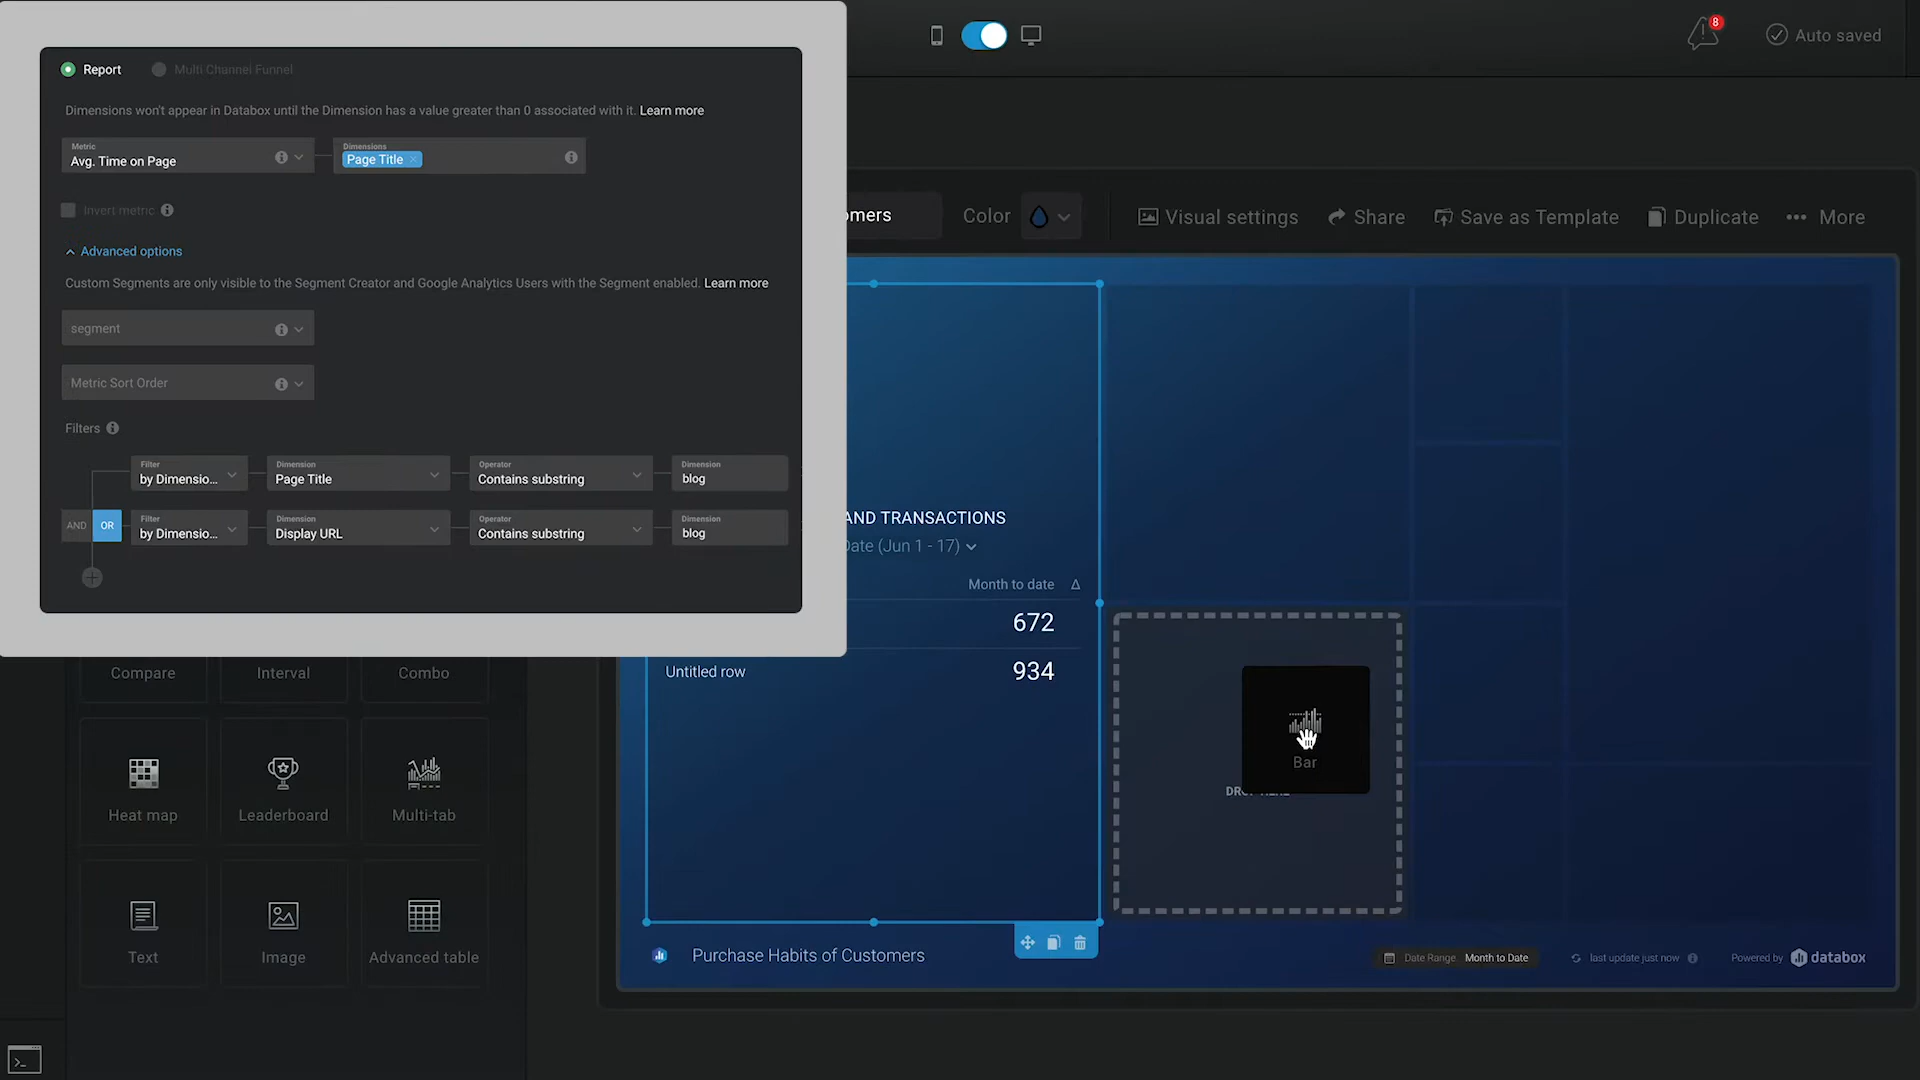 8
Auto saved
Report
Multi Channel Funnel
Dimensions won't appear in Databox until the Dimension has a value greater than 0 associated with it. Learn more
Metric
Avg. Time on Page
Dimensions
Page Title
Invert metric
Advanced options
Custom Segments are only visible to the Segment Creator and Google Analytics Users with the Segment enabled. Learn more
segment
Metric Sort Order
Filters
Filter
by Dimensio...
Dimension
Page Title
Operator
Contains substring
Dimension
blog
AND
OR
Filter
by Dimensio...
Dimension
Display URL
Operator
Contains substring
Dimension
blog
omers
Color
Visual settings
Share
Save as Template
Duplicate
More
AND TRANSACTIONS
Date (Jun 1 - 17)
Month to date Δ
672
Untitled row 934
Bar
Compare
Interval
Combo
Heat map
Leaderboard
Multi-tab
Text
Image
Advanced table
Purchase Habits of Customers
Date Range Month to Date
last update just now
Powered by databox